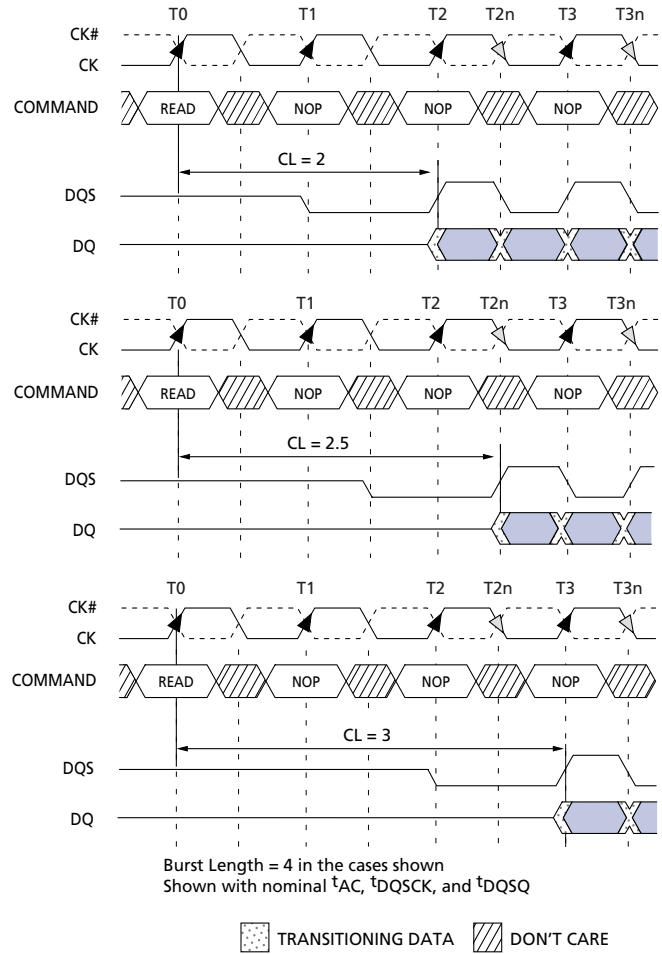 T0 T1 T2 T2n T3 T3n
CK#
CK
COMMAND READ NOP NOP NOP
CL = 2
DQS
DQ
T0 T1 T2 T2n T3 T3n
CK#
CK
COMMAND READ NOP NOP NOP
CL = 2.5
DQS
DQ
T0 T1 T2 T2n T3 T3n
CK#
CK
COMMAND READ NOP NOP NOP
CL = 3
DQS
DQ
Burst Length = 4 in the cases shown
Shown with nominal tAC, tDQSCK, and tDQSQ
TRANSITIONING DATA DON'T CARE